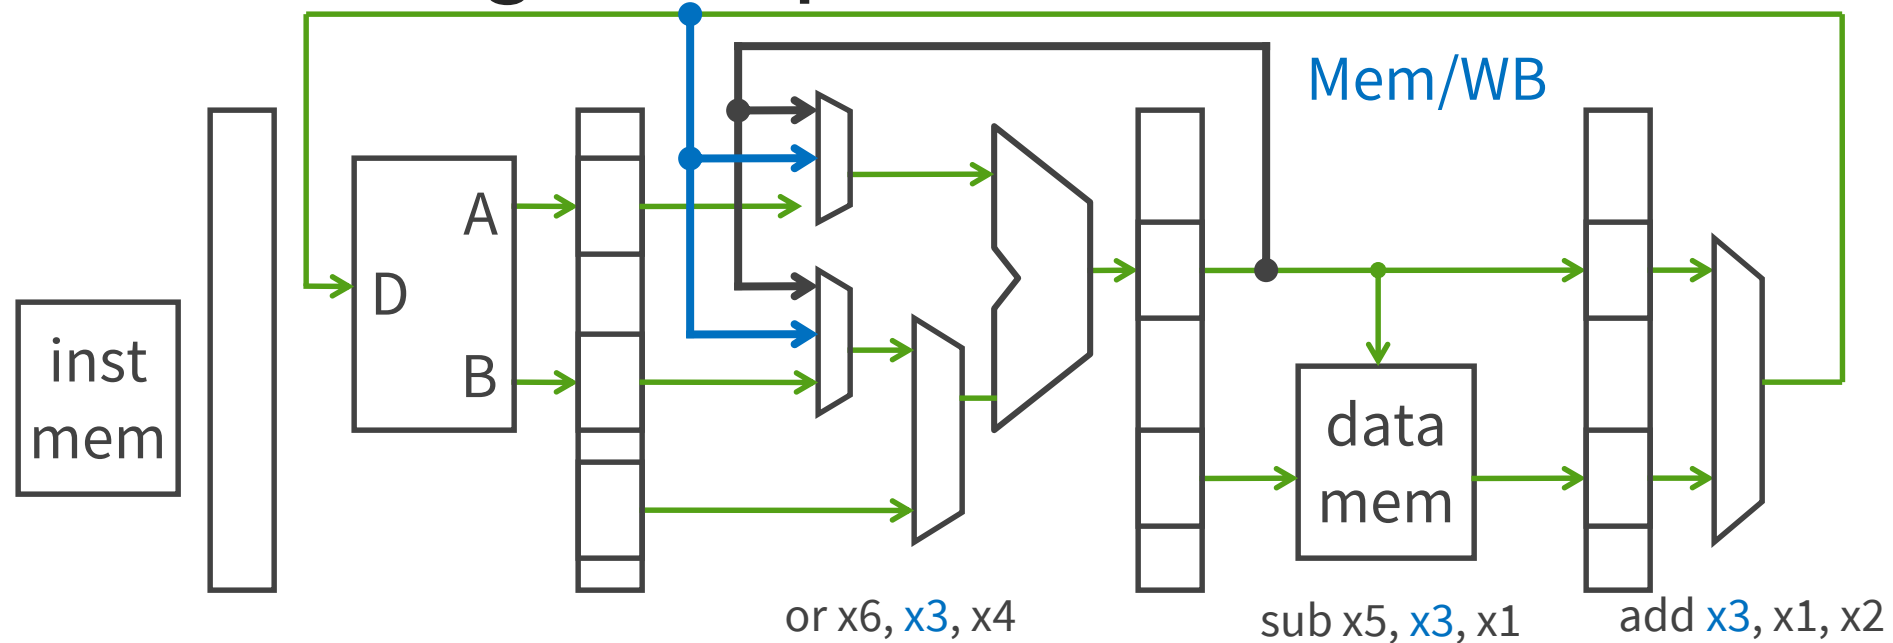 Mem/WB
A
D
B
inst
mem
data
mem
or x6, x3, x4
sub x5, x3, x1
add x3, x1, x2